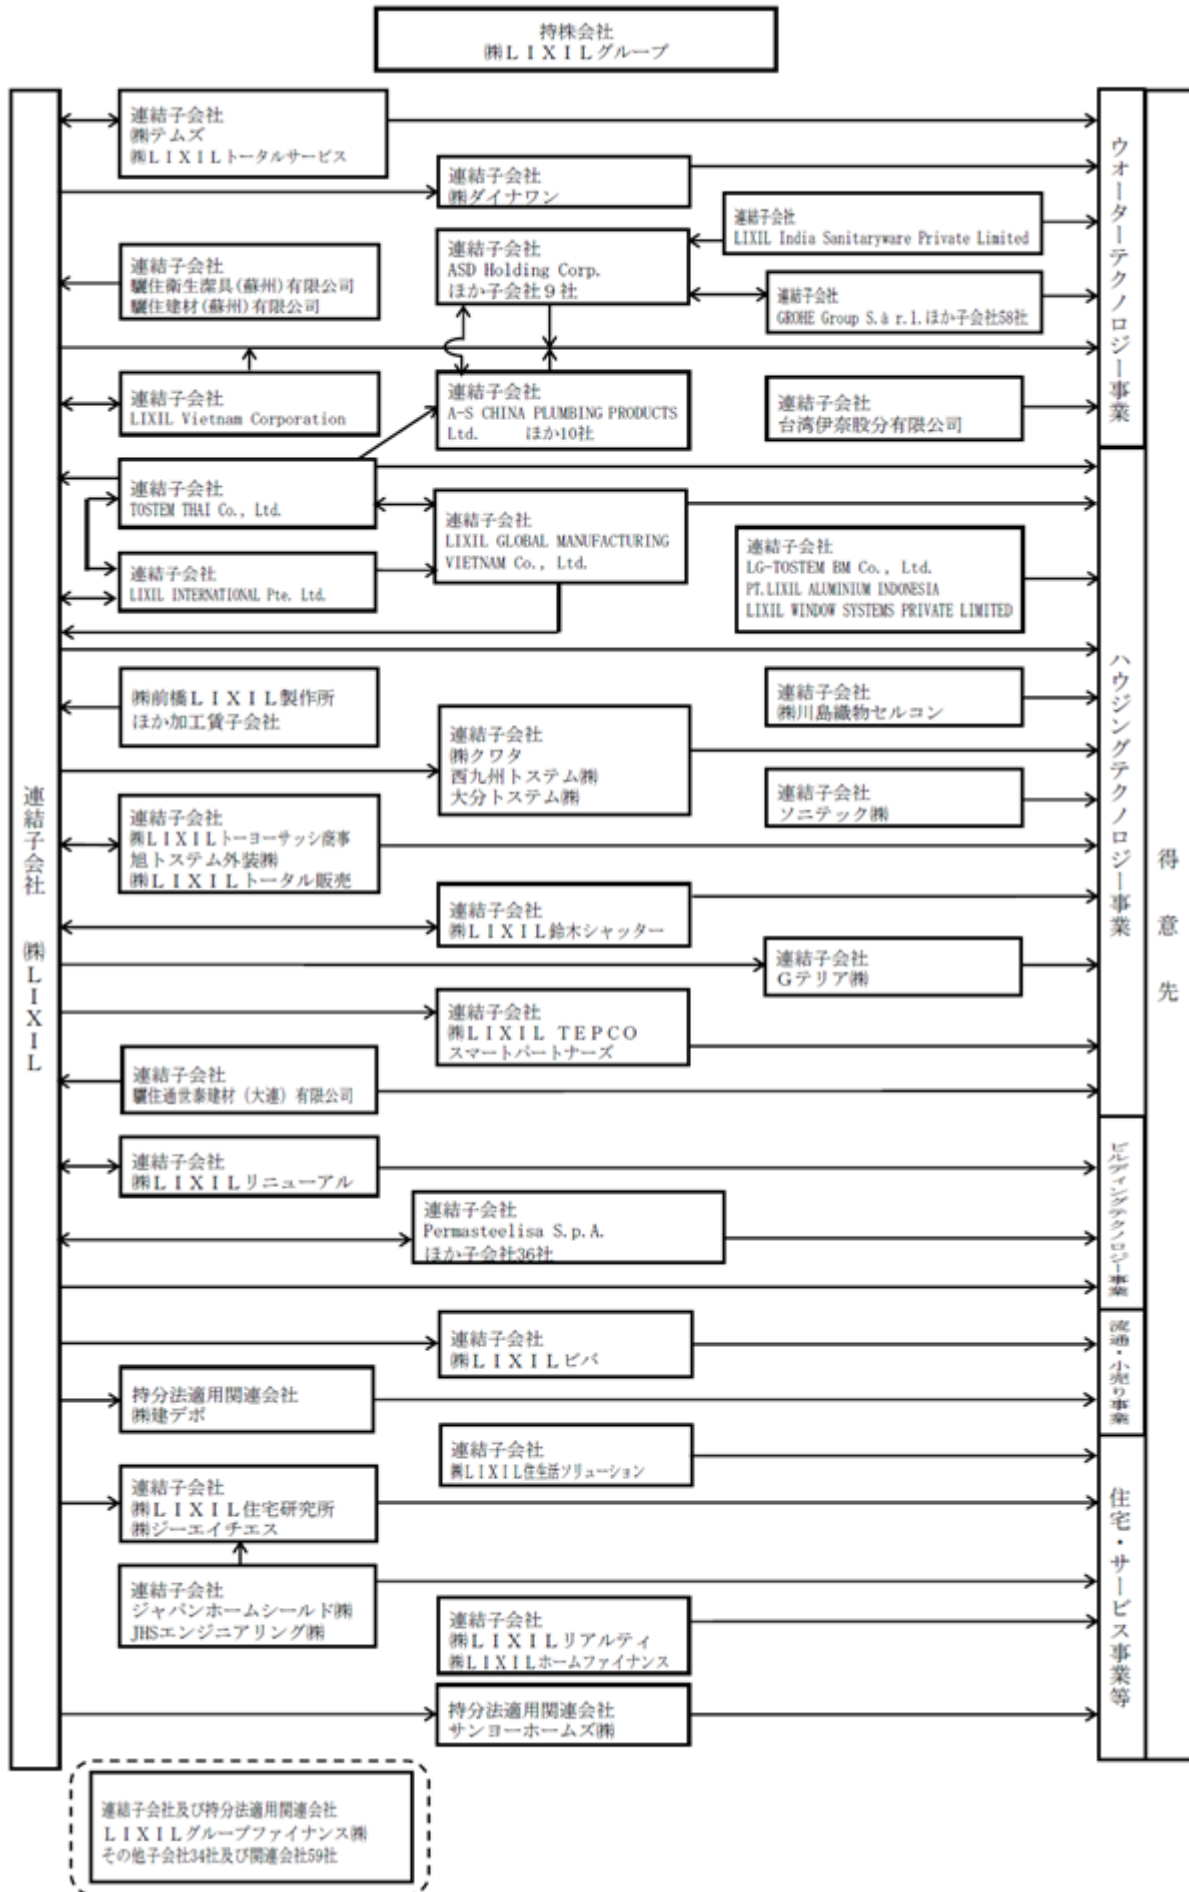 持株会社
㈱ＬＩＸＩＬグループ
連結子会社　㈱ＬＩＸＩＬ
連結子会社
㈱テムズ
㈱ＬＩＸＩＬトータルサービス
連結子会社
㈱ダイナワン
連結子会社
LIXIL India Sanitaryware Private Limited
連結子会社
ASD Holding Corp.
ほか子会社９社
連結子会社
驪住衛生潔具(蘇州)有限公司
驪住建材(蘇州)有限公司
連結子会社
GROHE Group S.à r.l.ほか子会社58社
連結子会社
LIXIL Vietnam Corporation
連結子会社
A-S CHINA PLUMBING PRODUCTS
Ltd.　ほか10社
連結子会社
台湾伊奈股分有限公司
ウオーターテクノロジー事業
連結子会社
TOSTEM THAI Co., Ltd.
連結子会社
LIXIL GLOBAL MANUFACTURING
VIETNAM Co., Ltd.
連結子会社
LIXIL INTERNATIONAL Pte. Ltd.
連結子会社
LG-TOSTEM BM Co., Ltd.
PT.LIXIL ALUMINIUM INDONESIA
LIXIL WINDOW SYSTEMS PRIVATE LIMITED
㈱前橋ＬＩＸＩＬ製作所
ほか加工賃子会社
連結子会社
㈱川島織物セルコン
連結子会社
㈱クワタ
西九州トステム㈱
大分トステム㈱
連結子会社
ソニテック㈱
連結子会社
㈱ＬＩＸＩＬトーヨーサッシ商事
旭トステム外装㈱
㈱ＬＩＸＩＬトータル販売
連結子会社
㈱ＬＩＸＩＬ鈴木シャッター
連結子会社
Ｇテリア㈱
連結子会社
㈱ＬＩＸＩＬ ＴＥＰＣＯ
スマートパートナーズ
連結子会社
驪住通世泰建材（大連）有限公司
ハウジングテクノロジー事業
得意先
連結子会社
㈱ＬＩＸＩＬリニューアル
連結子会社
Permasteelisa S.p.A.
ほか子会社36社
ビルディングテクノロジー事業
連結子会社
㈱ＬＩＸＩＬビバ
持分法適用関連会社
㈱建デポ
流通・小売り事業
連結子会社
㈱ＬＩＸＩＬ住生活ソリューション
連結子会社
㈱ＬＩＸＩＬ住宅研究所
㈱ジーエイチエス
連結子会社
ジャパンホームシールド㈱
JHSエンジニアリング㈱
連結子会社
㈱ＬＩＸＩＬリアルティ
㈱ＬＩＸＩＬホームファイナンス
持分法適用関連会社
サンヨーホームズ㈱
住宅・サービス事業等
連結子会社及び持分法適用関連会社
ＬＩＸＩＬグループファイナンス㈱
その他子会社34社及び関連会社59社